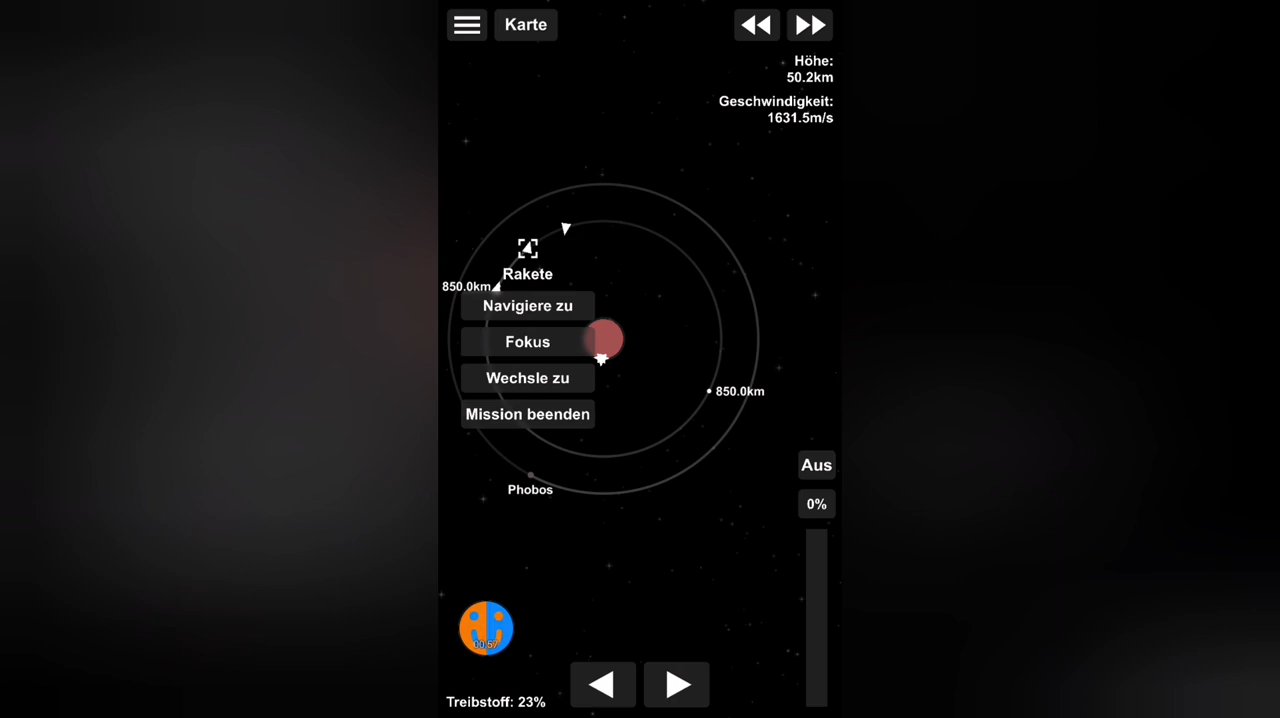 Karte
Höhe:
50.2km
Geschwindigkeit:
1631.5m/s
Rakete
850.0km
Navigiere zu
Fokus
Wechsle zu
850.0km
Mission beenden
Aus
Phobos
0%
Treibstoff: 23%